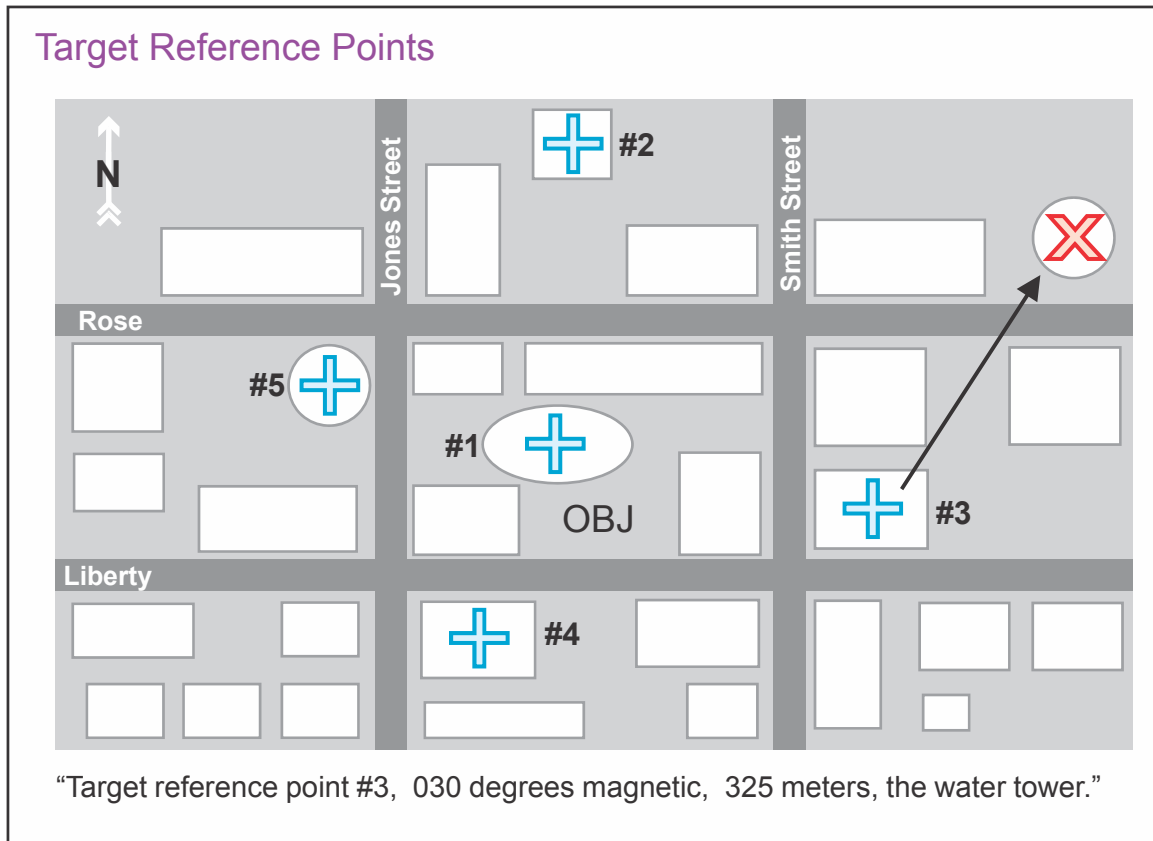 Target Reference Points
N
Jones Street
#2
Smith Street
Rose
#5
#1
OBJ
#3
Liberty
#4
“Target reference point #3, 030 degrees magnetic, 325 meters, the water tower.”